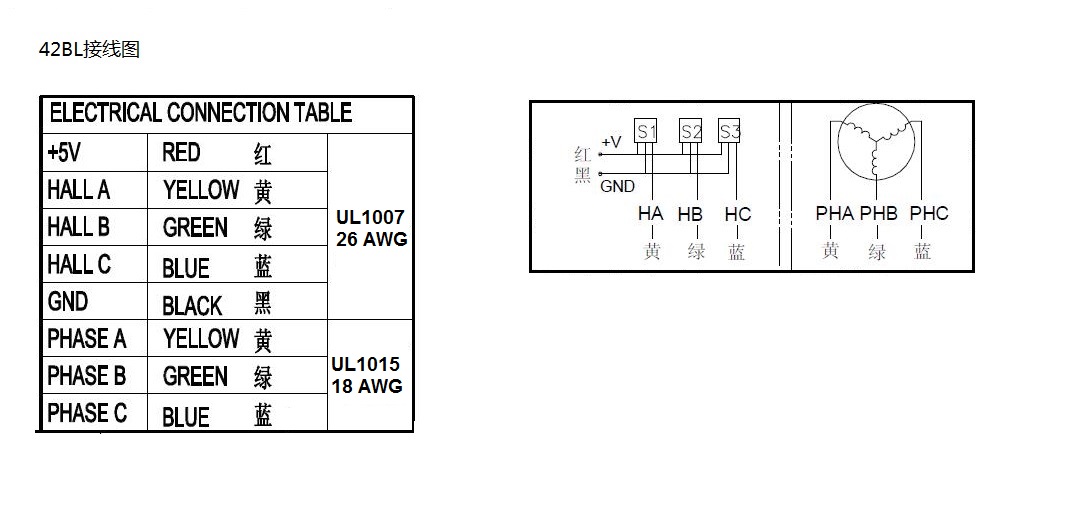 42BL接线图
ELECTRICAL CONNECTION TABLE
+5V RED 红
HALL A YELLOW 黄
HALL B GREEN 绿
HALL C BLUE 蓝
GND BLACK 黑
UL1007
26 AWG
PHASE A YELLOW 黄
PHASE B GREEN 绿
PHASE C BLUE 蓝
UL1015
18 AWG
S1 S2 S3
红 +V
黑 GND
HA HB HC
黄 绿 蓝
PHA PHB PHC
黄 绿 蓝